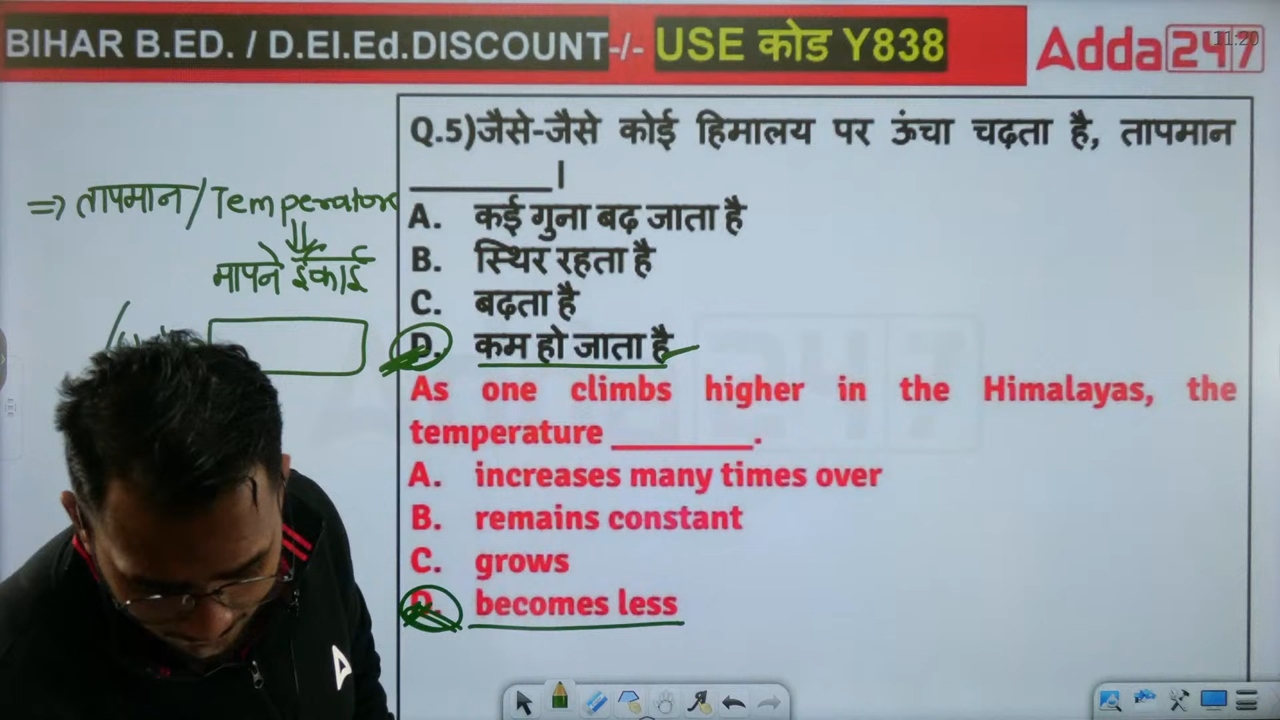 BIHAR B.ED. / D.El.Ed.DISCOUNT-/- USE कोड Y838
Adda247
11:20
Q.5)जैसे-जैसे कोई हिमालय पर ऊंचा चढ़ता है, तापमान
________।
A. कई गुना बढ़ जाता है
B. स्थिर रहता है
C. बढ़ता है
D. कम हो जाता है
As one climbs higher in the Himalayas, the
temperature ________.
A. increases many times over
B. remains constant
C. grows
D. becomes less
=> तापमान/Temperature
मापने ईकाई